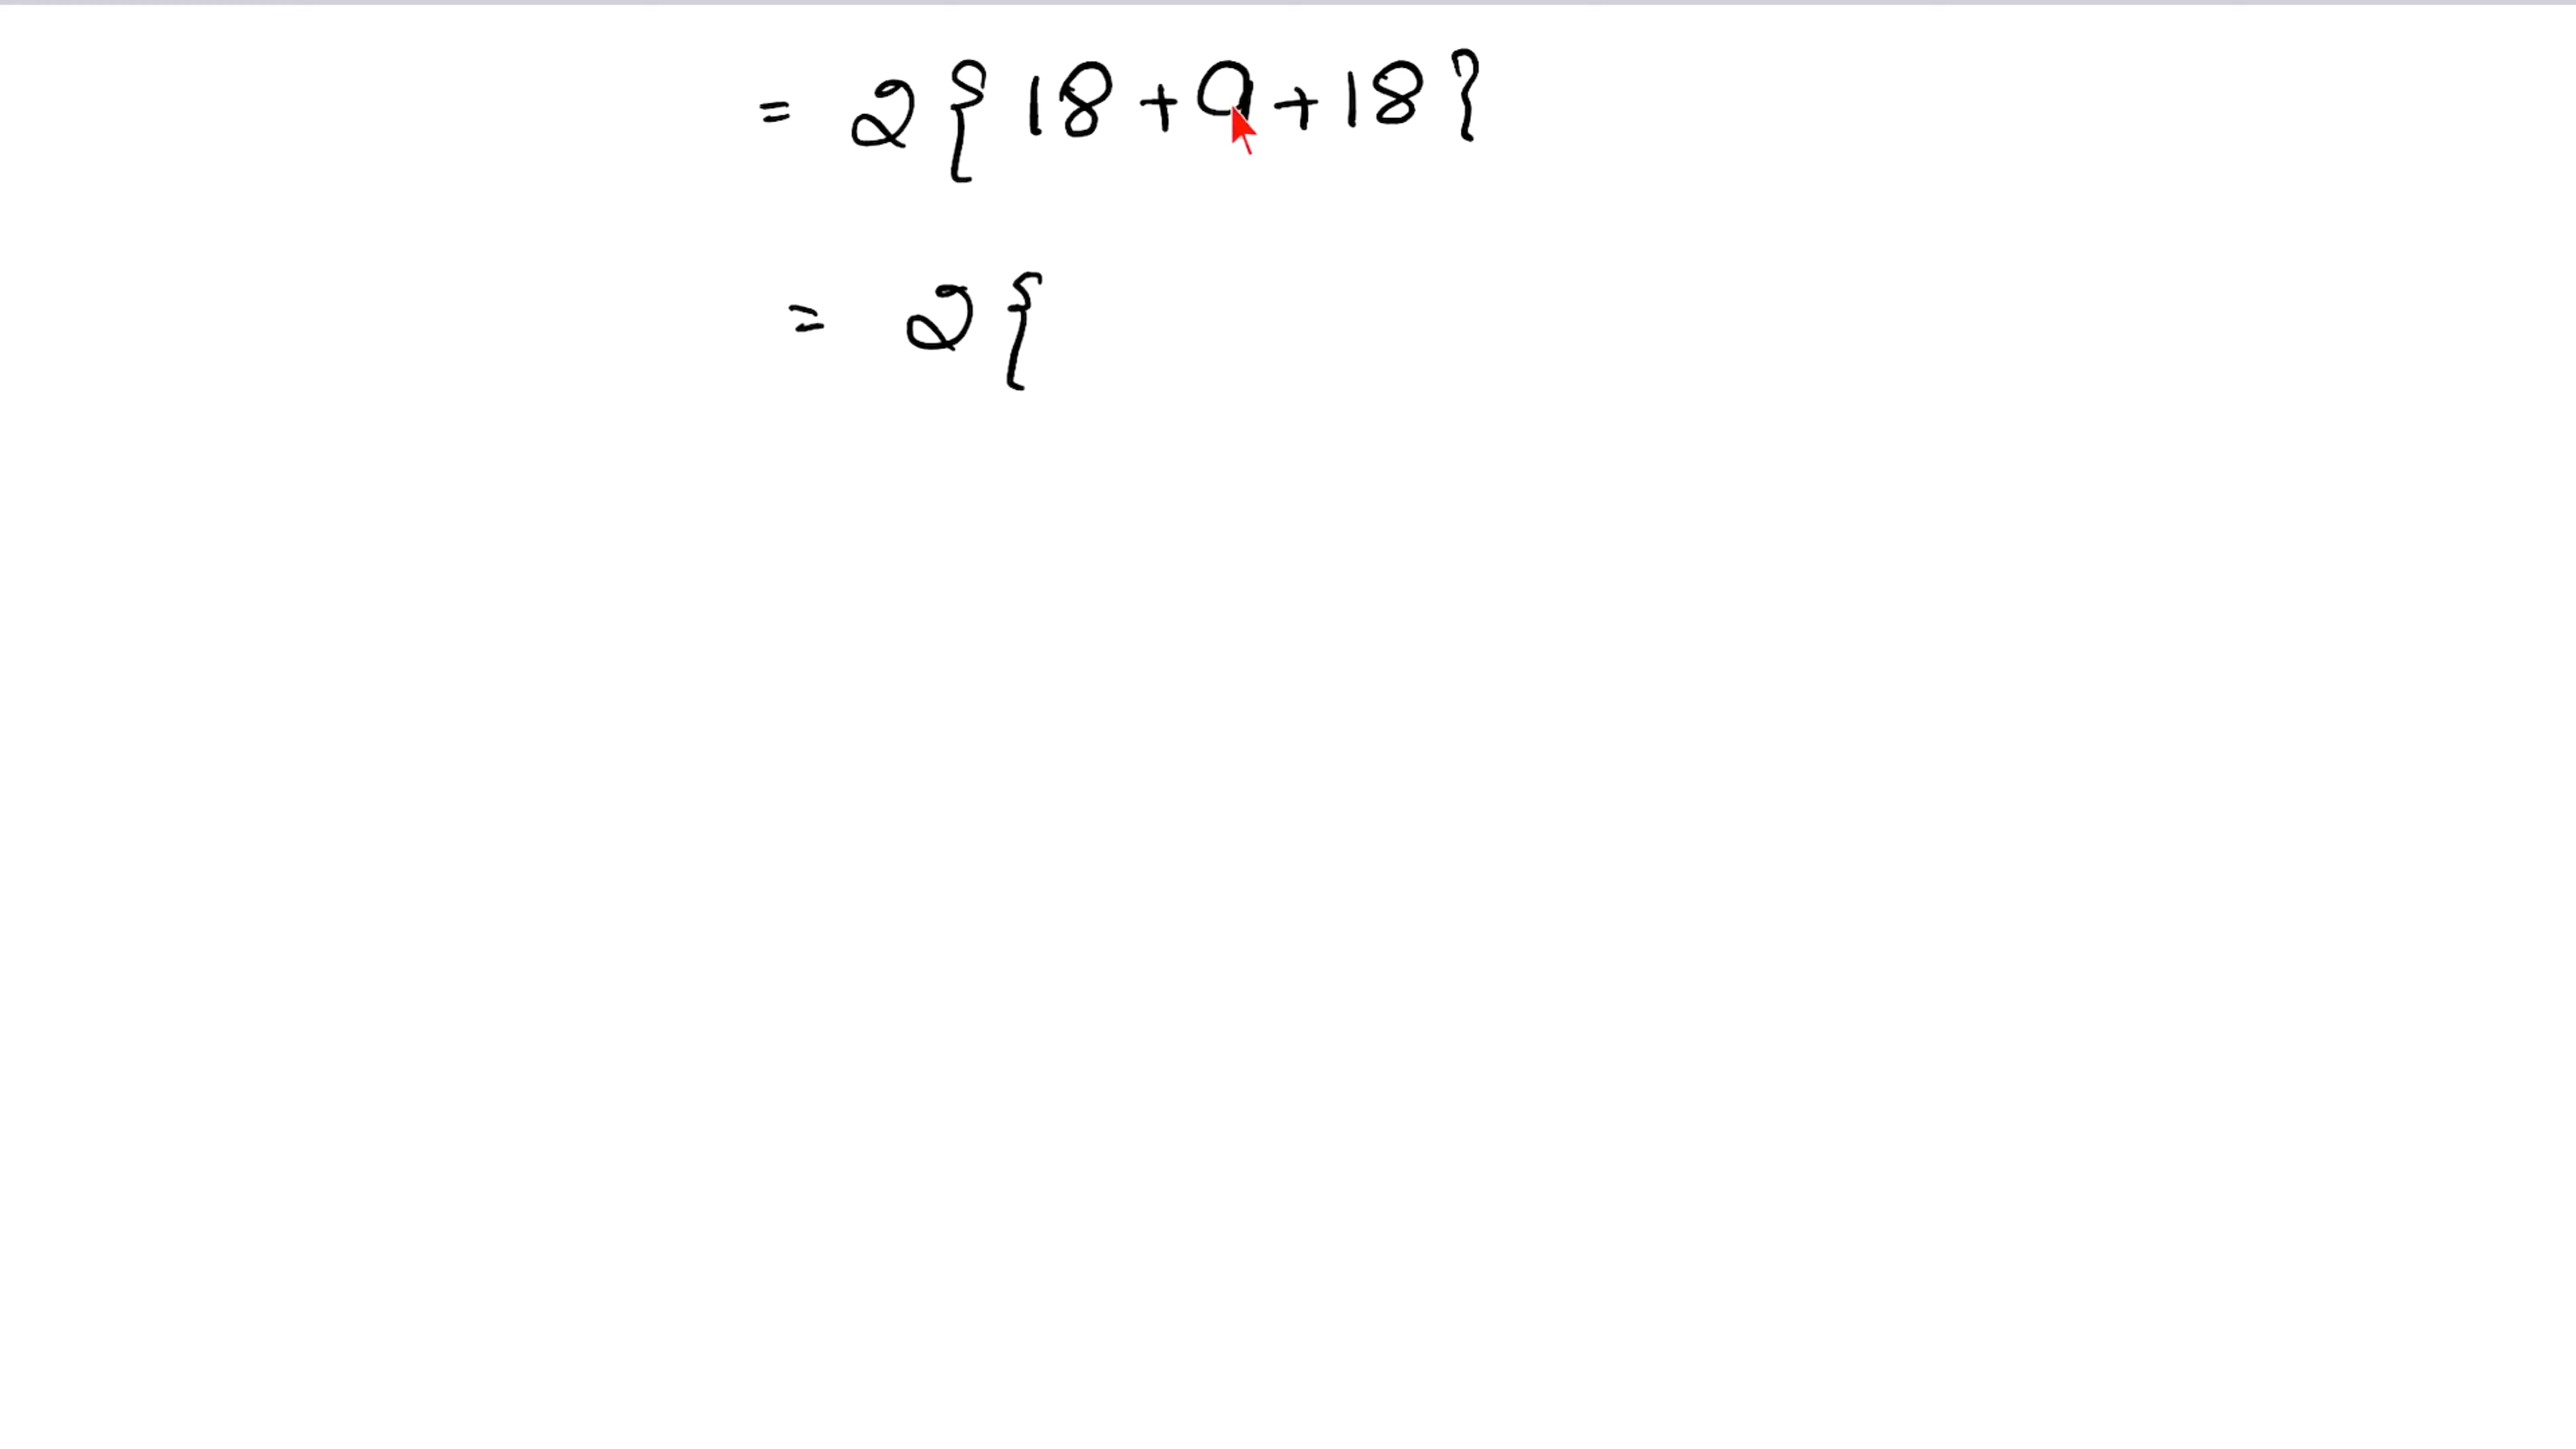 = 2{18+9+18}
= 2{